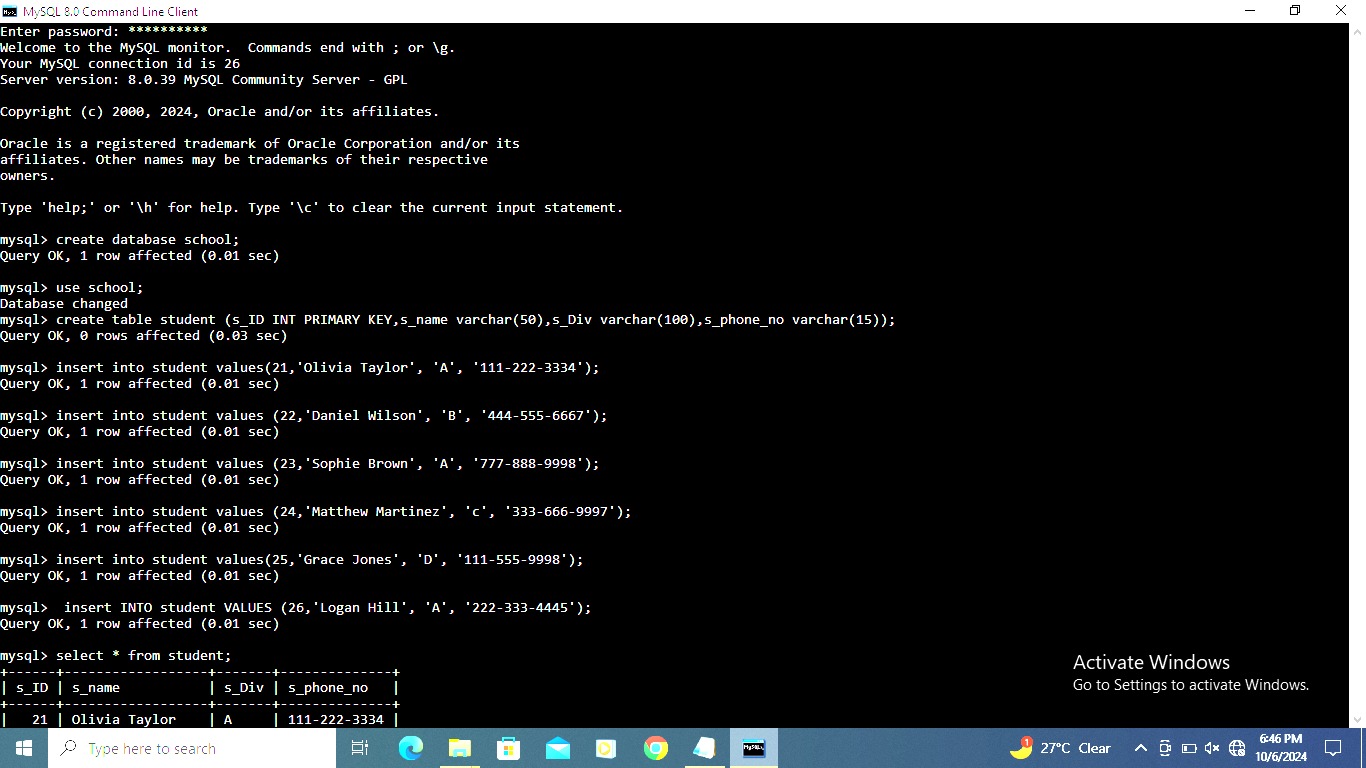 MySQL 8.0 Command Line Client
Enter password: **********
Welcome to the MySQL monitor.  Commands end with ; or \g.
Your MySQL connection id is 26
Server version: 8.0.39 MySQL Community Server - GPL
Copyright (c) 2000, 2024, Oracle and/or its affiliates.
Oracle is a registered trademark of Oracle Corporation and/or its
affiliates. Other names may be trademarks of their respective
owners.
Type 'help;' or '\h' for help. Type '\c' to clear the current input statement.
mysql> create database school;
Query OK, 1 row affected (0.01 sec)
mysql> use school;
Database changed
mysql> create table student (s_ID INT PRIMARY KEY,s_name varchar(50),s_Div varchar(100),s_phone_no varchar(15));
Query OK, 0 rows affected (0.03 sec)
mysql> insert into student values(21,'Olivia Taylor', 'A', '111-222-3334');
Query OK, 1 row affected (0.01 sec)
mysql> insert into student values (22,'Daniel Wilson', 'B', '444-555-6667');
Query OK, 1 row affected (0.01 sec)
mysql> insert into student values (23,'Sophie Brown', 'A', '777-888-9998');
Query OK, 1 row affected (0.01 sec)
mysql> insert into student values (24,'Matthew Martinez', 'c', '333-666-9997');
Query OK, 1 row affected (0.01 sec)
mysql> insert into student values(25,'Grace Jones', 'D', '111-555-9998');
Query OK, 1 row affected (0.01 sec)
mysql>  insert INTO student VALUES (26,'Logan Hill', 'A', '222-333-4445');
Query OK, 1 row affected (0.01 sec)
mysql> select * from student;
+------+------------------+-------+--------------+
| s_ID | s_name           | s_Div | s_phone_no   |
+------+------------------+-------+--------------+
|   21 | Olivia Taylor    | A     | 111-222-3334 |
Activate Windows
Go to Settings to activate Windows.
Type here to search
1
27°C Clear
6:46 PM
10/6/2024